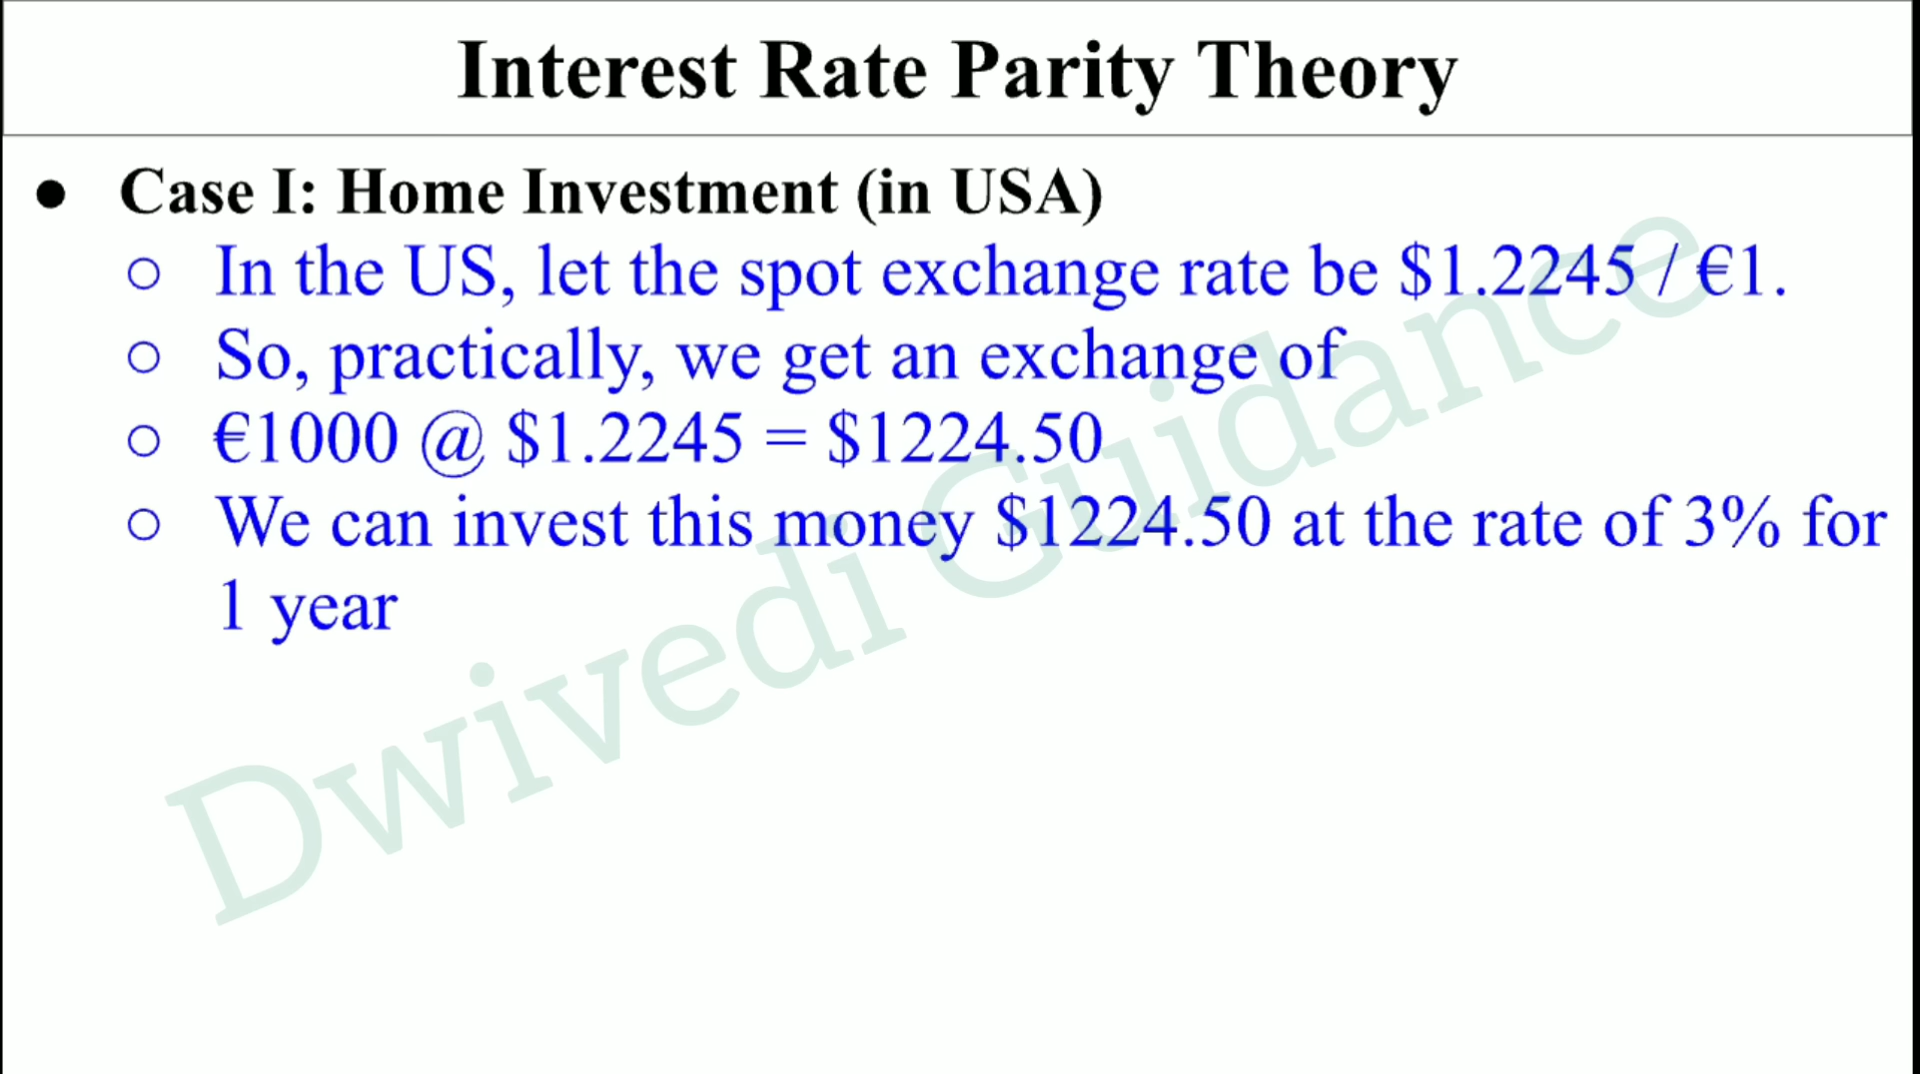 Interest Rate Parity Theory
● Case I: Home Investment (in USA)
○ In the US, let the spot exchange rate be $1.2245 / €1.
○ So, practically, we get an exchange of
○ €1000 @ $1.2245 = $1224.50
○ We can invest this money $1224.50 at the rate of 3% for
1 year
Dwivedi Guidance